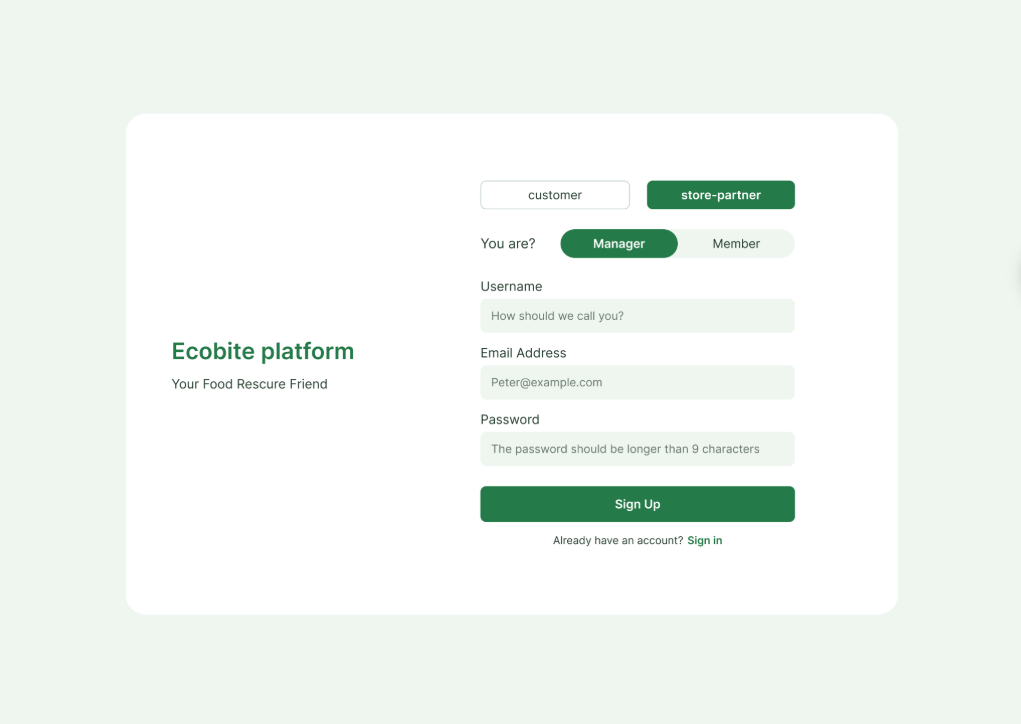 customer
store-partner
You are?
Manager
Member
Username
How should we call you?
Ecobite platform
Your Food Rescure Friend
Email Address
Peter@example.com
Password
The password should be longer than 9 characters
Sign Up
Already have an account? Sign in